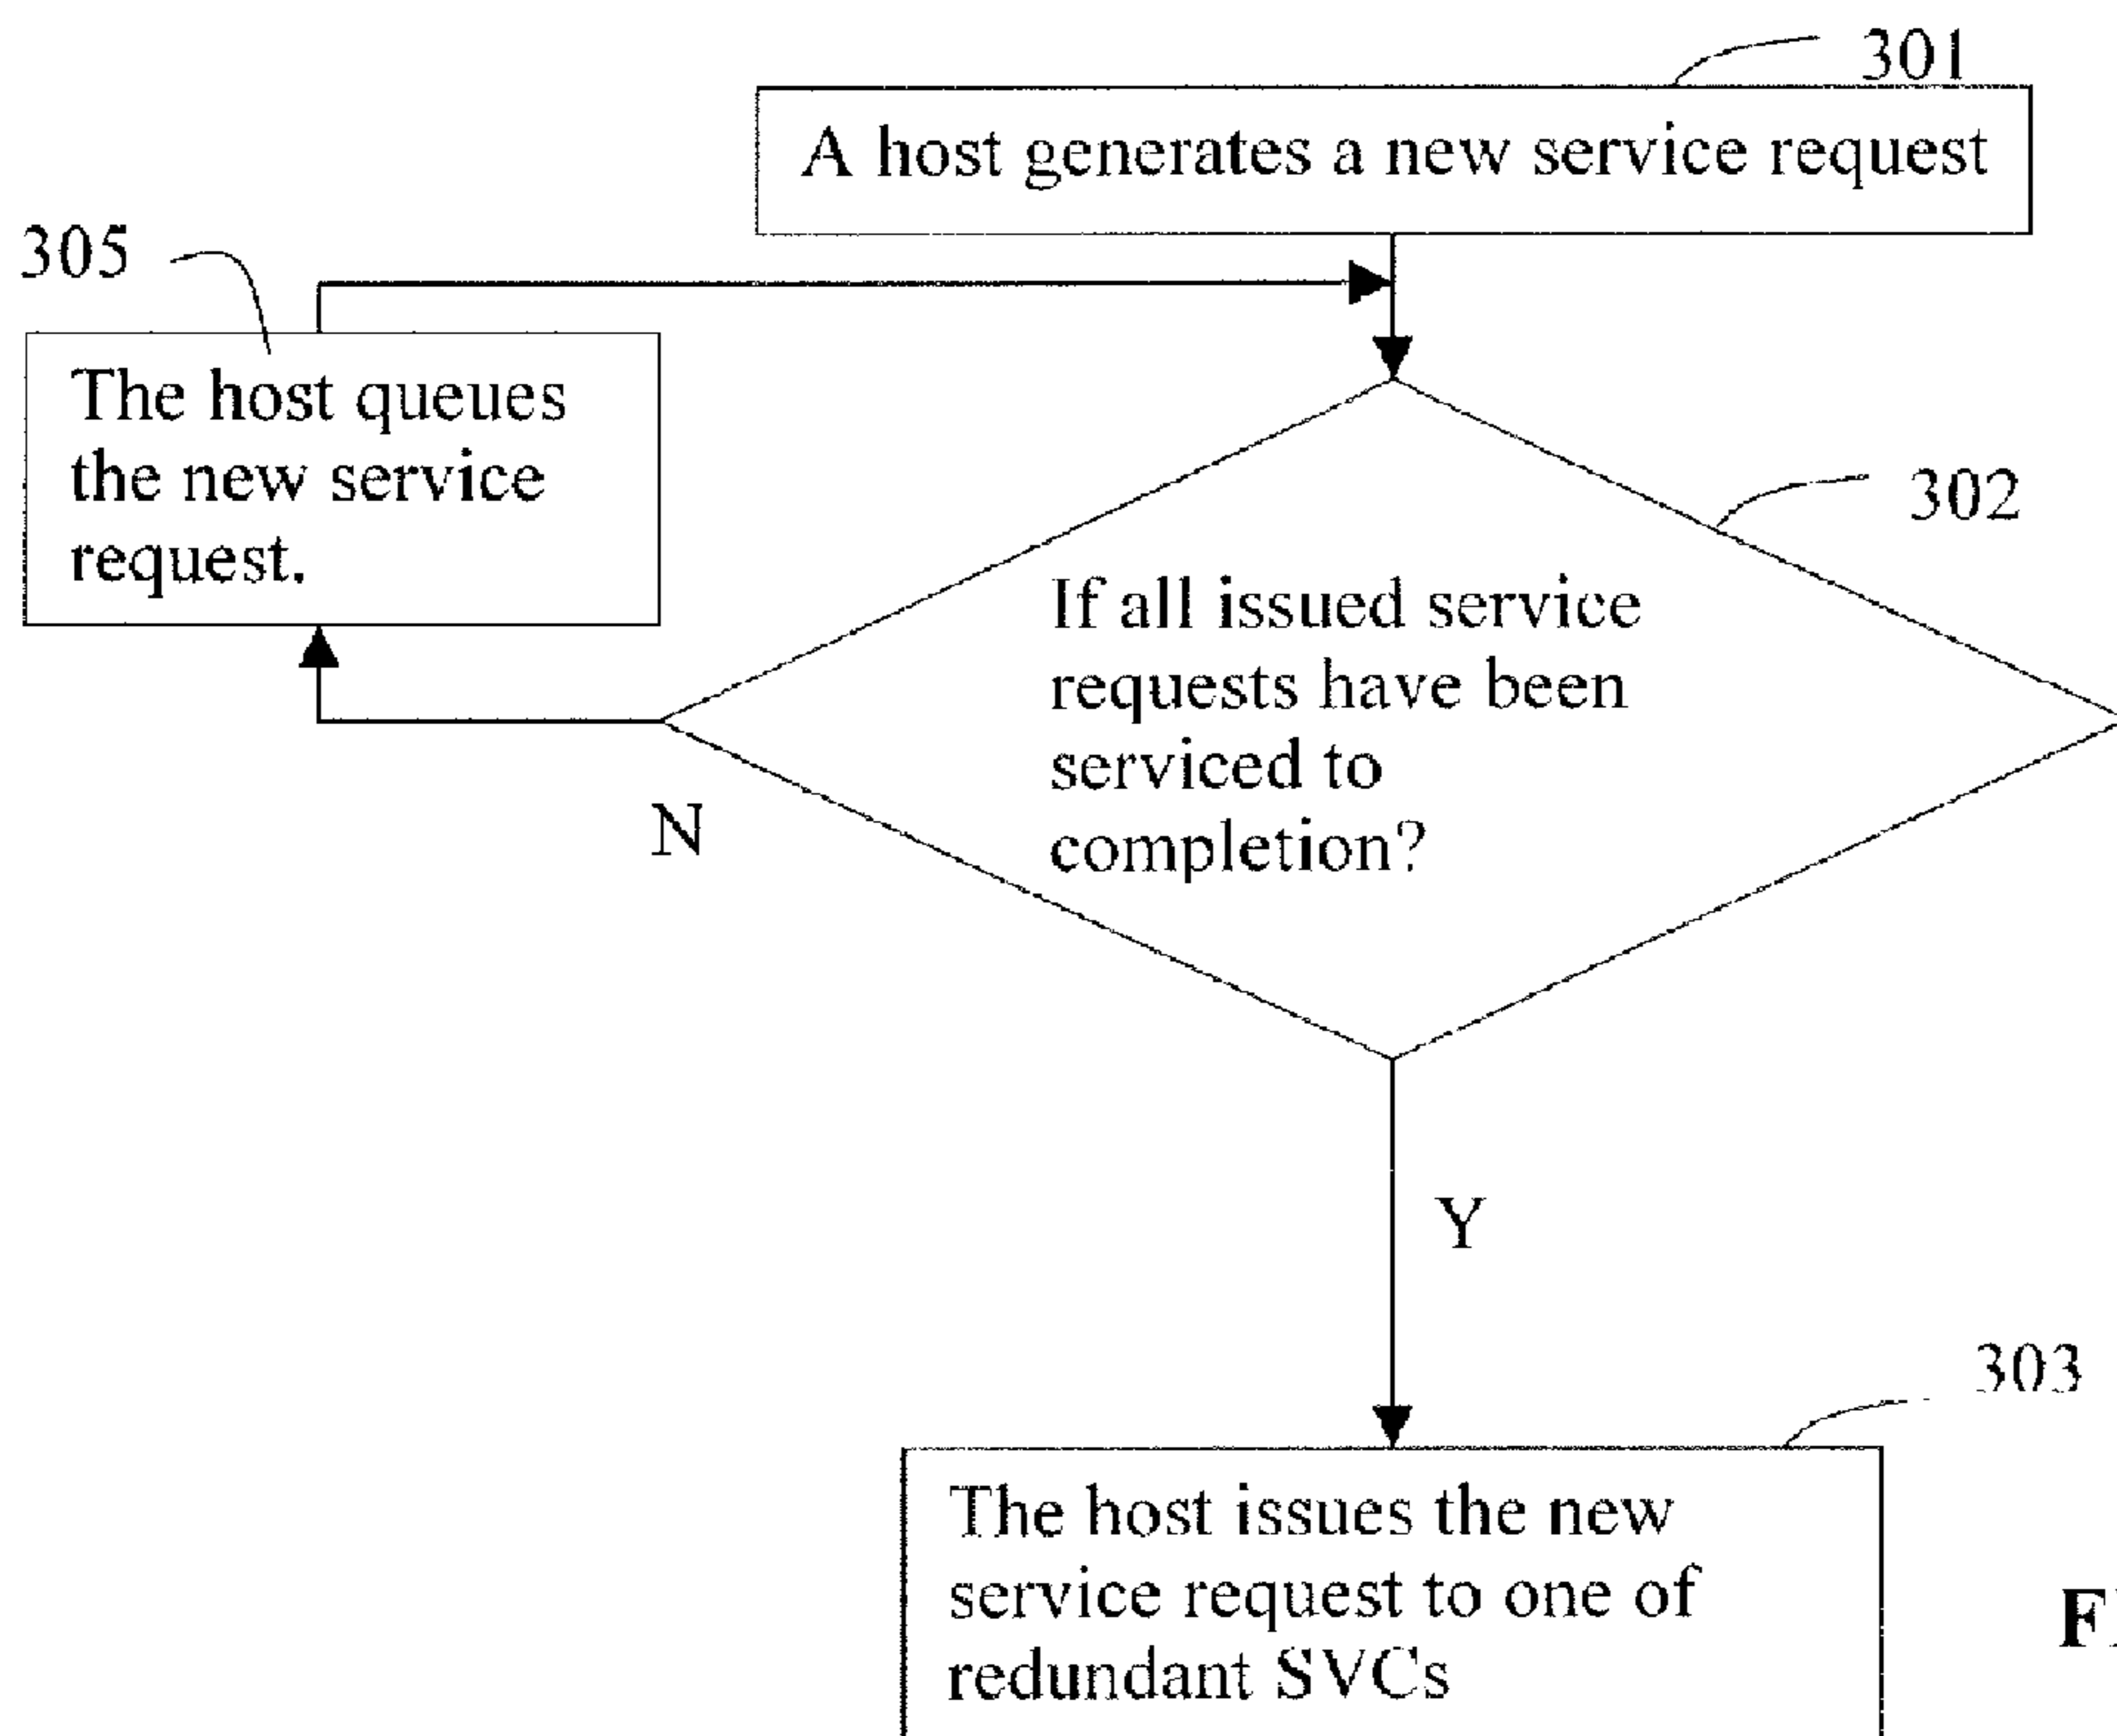 301
A host generates a new service request
305
The host queues
the new service
request.
302
If all issued service
requests have been
serviced to
completion?
N
Y
303
The host issues the new
service request to one of
redundant SVCs